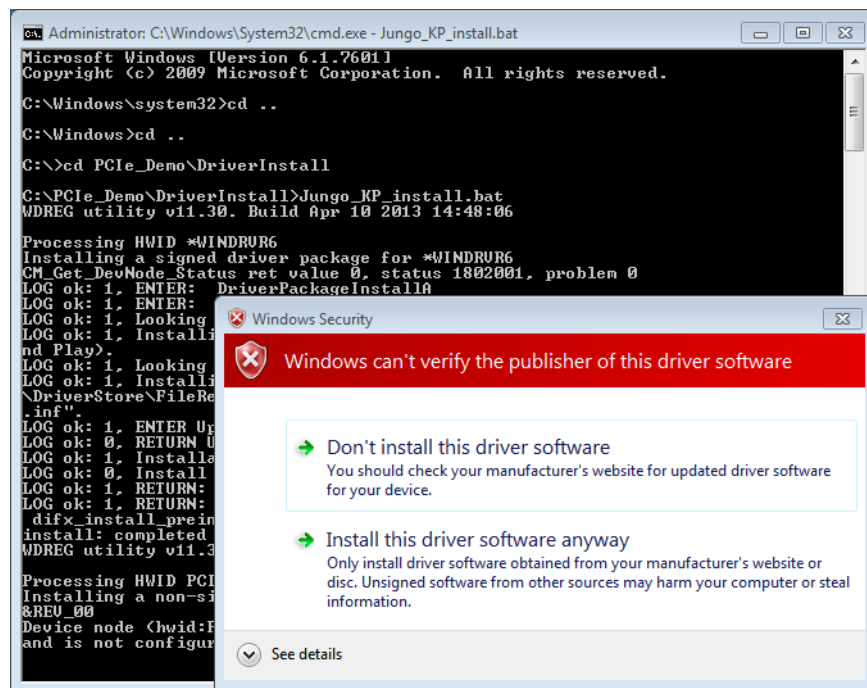 Administrator: C:\Windows\System32\cmd.exe - Jungo_KP_install.bat
Microsoft Windows [Version 6.1.7601]
Copyright (c) 2009 Microsoft Corporation.  All rights reserved.
C:\Windows\system32>cd ..
C:\Windows>cd ..
C:\>cd PCIe_Demo\DriverInstall
C:\PCIe_Demo\DriverInstall>Jungo_KP_install.bat
WDREG utility v11.30. Build Apr 10 2013 14:48:06
Processing HWID *WINDRVR6
Installing a signed driver package for *WINDRVR6
CM_Get_DevNode_Status ret value 0, status 1802001, problem 0
LOG ok: 1, ENTER:  DriverPackageInstallA
LOG ok: 1, ENTER:
LOG ok: 1, Looking
LOG ok: 1, Installi
nd Play).
LOG ok: 1, Looking
LOG ok: 1, Installi
\DriverStore\FileRe
.inf".
LOG ok: 1, ENTER Up
LOG ok: 0, RETURN U
LOG ok: 1, Installa
LOG ok: 0, Install
LOG ok: 1, RETURN:
LOG ok: 1, RETURN:
difx_install_prein
install: completed
WDREG utility v11.3
Processing HWID PCI
Installing a non-si
&REV_00
Device node (hwid:P
and is not configur
Windows Security
Windows can't verify the publisher of this driver software
Don't install this driver software
You should check your manufacturer's website for updated driver software
for your device.
Install this driver software anyway
Only install driver software obtained from your manufacturer's website or
disc. Unsigned software from other sources may harm your computer or steal
information.
See details